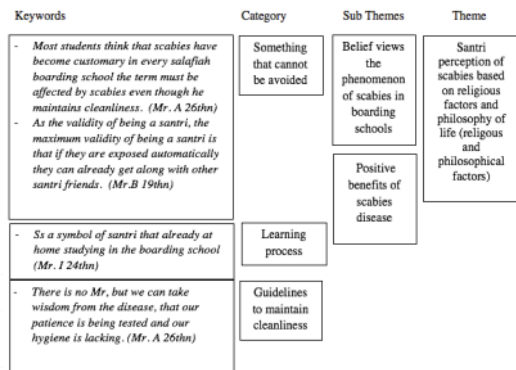 Keywords
Category
Sub Themes
Theme
- Most students think that scabies have
become customary in every salafiah
boarding school the term must be
affected by scabies even though he
maintains cleanliness. (Mr. A 26thn)
- As the validity of being a santri, the
maximum validity of being a santri is
that if they are exposed automatically
they can already get along with other
santri friends. (Mr.B 19thn)
Something
that cannot
be avoided
Belief views
the
phenomenon
of scabies in
boarding
schools
Santri
perception of
scabies based
on religious
factors and
philosophy of
life (religous
and
philosophical
factors)
Positive
benefits of
scabies
disease
- Ss a symbol of santri that already at
home studying in the boarding school
(Mr. I 24thn)
Learning
process
- There is no Mr, but we can take
wisdom from the disease, that our
patience is being tested and our
hygiene is lacking. (Mr. A 26thn)
Guidelines
to maintain
cleanliness